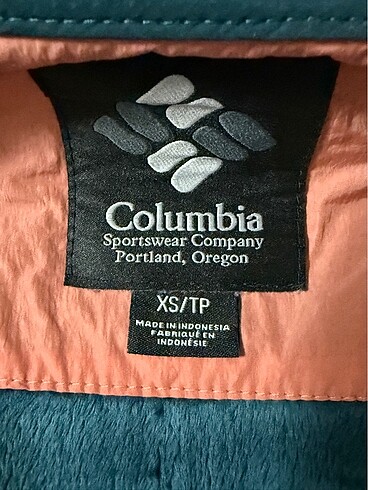 Columbia
Sportswear Company
Portland, Oregon
XS/TP
MADE IN INDONESIA
FABRIQUÉ EN
INDONÉSIE